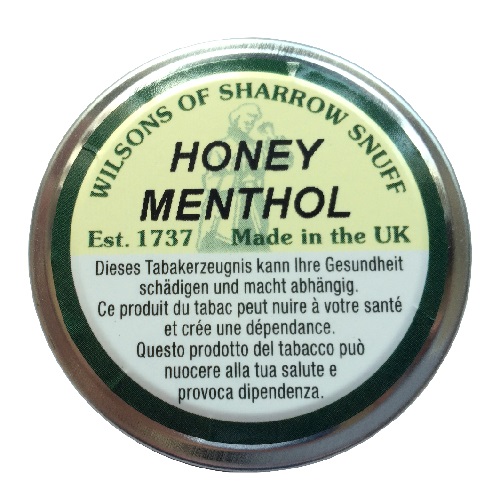 WILSONS OF SHARROW SNUFF
HONEY
MENTHOL
Est. 1737 Made in the UK
Dieses Tabakerzeugnis kann Ihre Gesundheit
schädigen und macht abhängig.
Ce produit du tabac peut nuire à votre santé
et crée une dépendance.
Questo prodotto del tabacco può
nuocere alla tua salute e
provoca dipendenza.